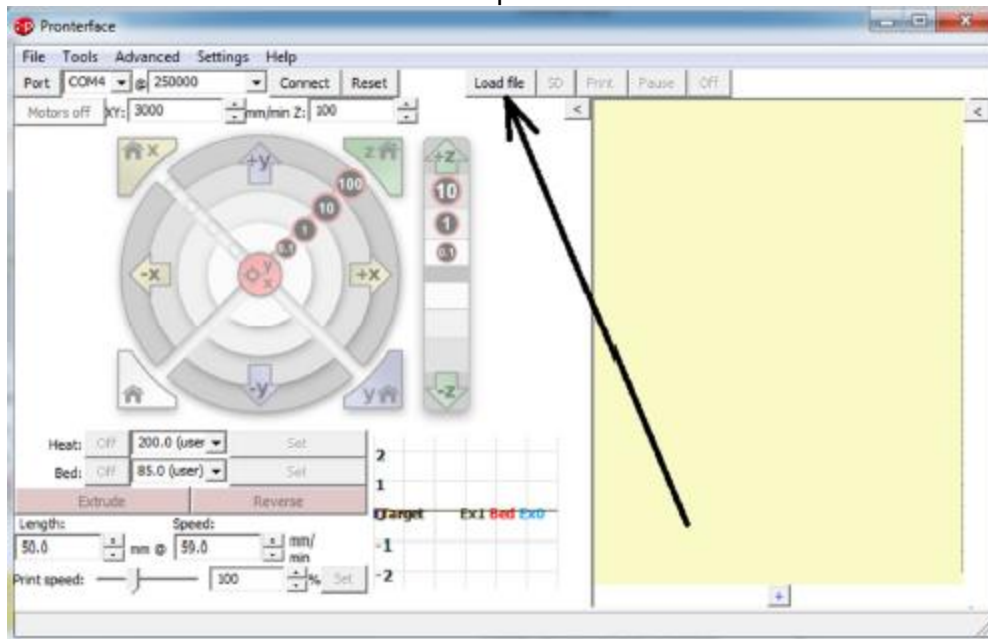 Pronterface
File Tools Advanced Settings Help
Port COM4 @ 250000 Connect Reset Load file SD Print Pause Off
Motors off XY: 3000 mm/min Z: 100 < <
X +y z +z
100 10
10 1
1 0.1
0.1
-x y x +x
-y y -z
Heat: Off 200.0 (user Set
Bed: Off 85.0 (user) Set
Extrude Reverse
Length: Speed:
50.0 mm @ 59.0 mm/ min
Print speed: 100 % Set
2
1
Target Ex1 Bed Ex0
-1
-2
+